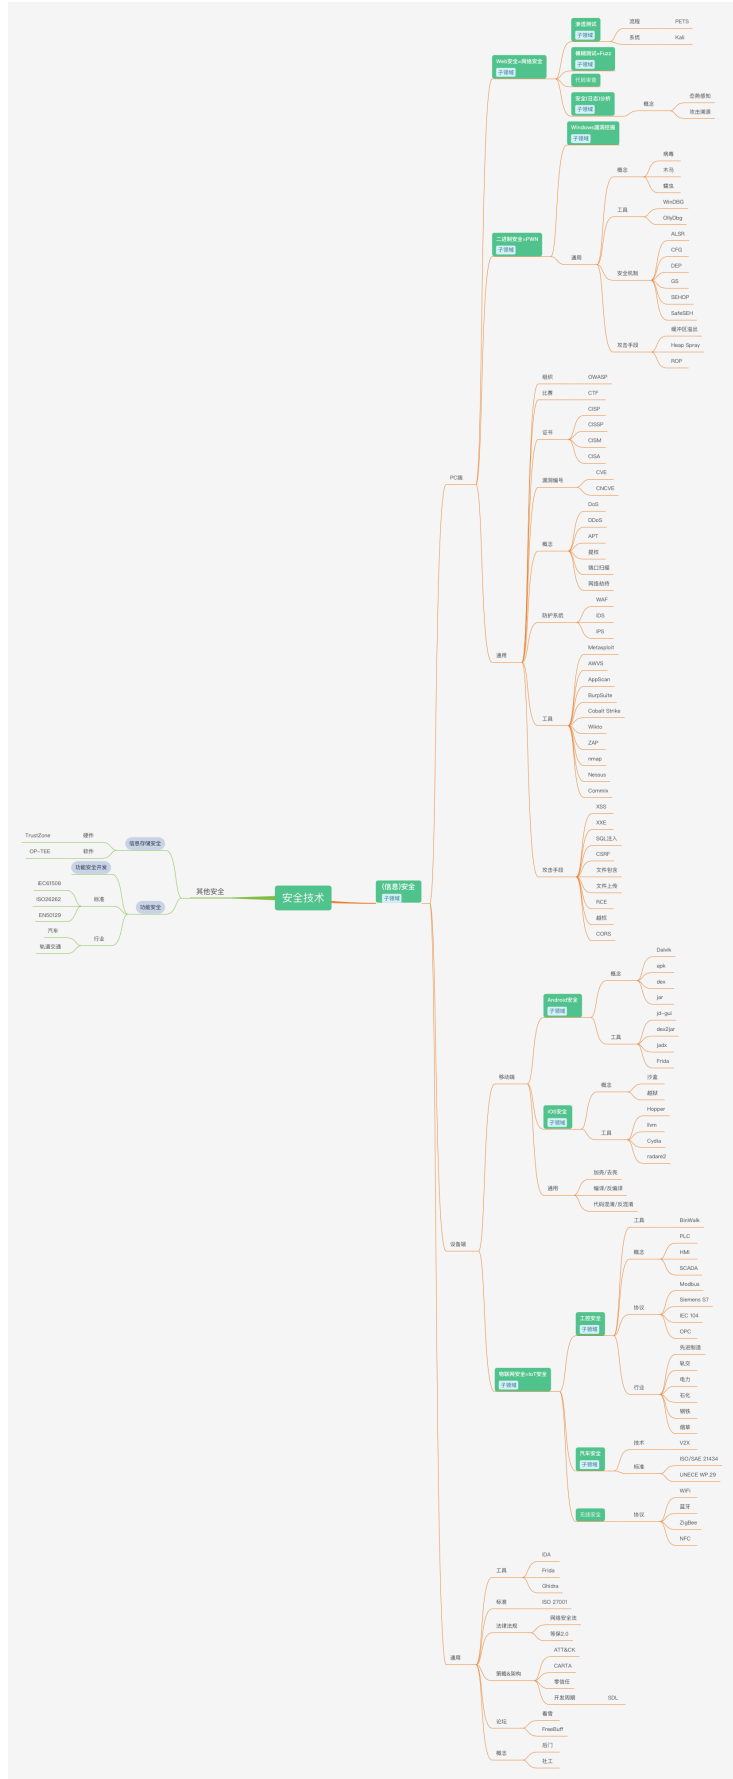 渗透测试
子领域
流程
PETS
系统
Kali
Web安全=网络安全
子领域
模糊测试=Fuzz
子领域
代码审查
安全(日志)分析
子领域
概念
态势感知
攻击溯源
Windows漏洞挖掘
子领域
二进制安全=PWN
子领域
通用
概念
病毒
木马
蠕虫
工具
WinDBG
OllyDbg
安全机制
ALSR
CFG
DEP
GS
SEHOP
SafeSEH
攻击手段
缓冲区溢出
Heap Spray
ROP
PC端
通用
组织
OWASP
比赛
CTF
证书
CISP
CISSP
CISM
CISA
漏洞编号
CVE
CNCVE
概念
DoS
DDoS
APT
提权
端口扫描
网络劫持
防护系统
WAF
IDS
IPS
工具
Metasploit
AWVS
AppScan
BurpSuite
Cobalt Strike
Wikto
ZAP
nmap
Nessus
Commix
攻击手段
XSS
XXE
SQL注入
CSRF
文件包含
文件上传
RCE
越权
CORS
TrustZone
硬件
信息存储安全
OP-TEE
软件
功能安全开发
IEC61508
ISO26262
标准
EN50129
功能安全
汽车
行业
轨道交通
其他安全
安全技术
(信息)安全
子领域
设备端
移动端
Android安全
子领域
概念
Dalvik
apk
dex
jar
工具
jd-gui
dex2jar
jadx
Frida
iOS安全
子领域
概念
沙盒
越狱
工具
Hopper
llvm
Cydia
radare2
通用
加壳/去壳
编译/反编译
代码混淆/反混淆
物联网安全=IoT安全
子领域
工控安全
子领域
工具
BinWalk
概念
PLC
HMI
SCADA
协议
Modbus
Siemens S7
IEC 104
OPC
行业
先进制造
轨交
电力
石化
钢铁
烟草
汽车安全
子领域
技术
V2X
标准
ISO/SAE 21434
UNECE WP.29
无线安全
协议
WiFi
蓝牙
ZigBee
NFC
通用
工具
IDA
Frida
Ghidra
标准
ISO 27001
法律法规
网络安全法
等保2.0
策略&架构
ATT&CK
CARTA
零信任
开发周期
SDL
论坛
看雪
FreeBuff
概念
后门
社工